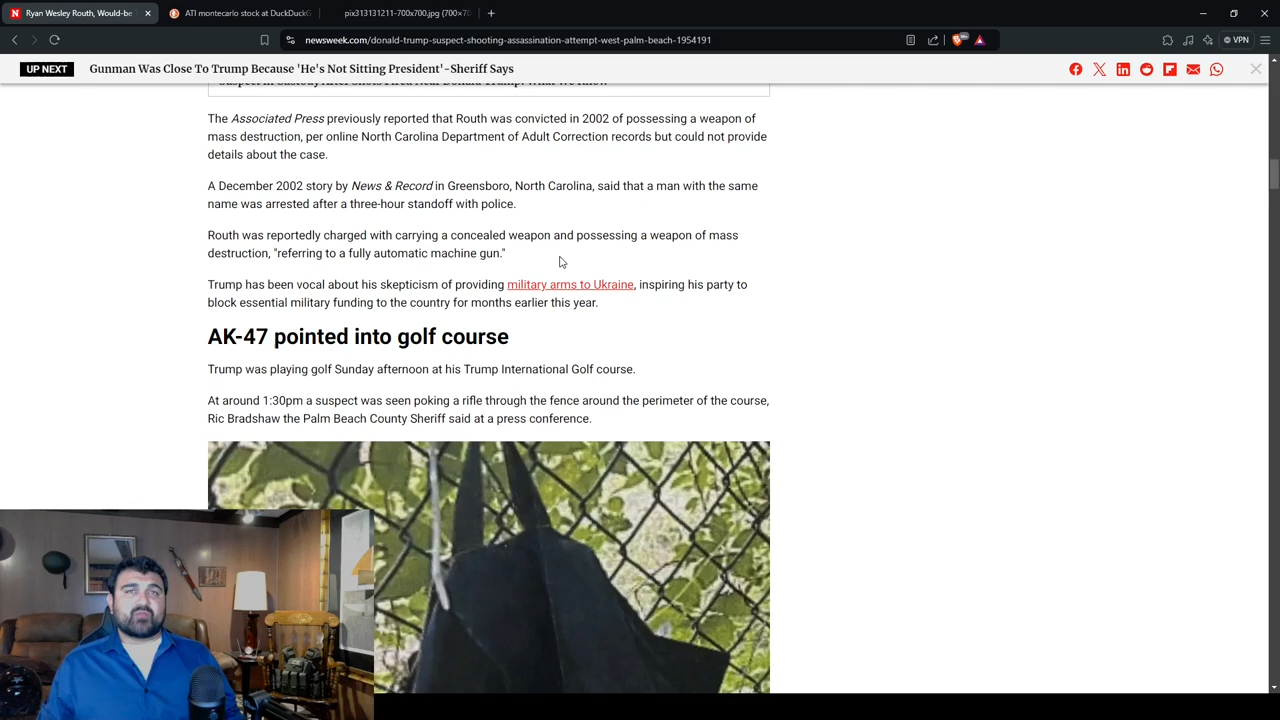 Ryan Wesley Routh, Would-be
ATI montecarlo stock at DuckDuckG
pix313131211-700x700.jpg (700×70
newsweek.com/donald-trump-suspect-shooting-assassination-attempt-west-palm-beach-1954191
VPN
UP NEXT
Gunman Was Close To Trump Because 'He's Not Sitting President'-Sheriff Says
Suspect in Custody After Shots Fired Near Donald Trump: What We Know
The Associated Press previously reported that Routh was convicted in 2002 of possessing a weapon of
mass destruction, per online North Carolina Department of Adult Correction records but could not provide
details about the case.
A December 2002 story by News & Record in Greensboro, North Carolina, said that a man with the same
name was arrested after a three-hour standoff with police.
Routh was reportedly charged with carrying a concealed weapon and possessing a weapon of mass
destruction, "referring to a fully automatic machine gun."
Trump has been vocal about his skepticism of providing military arms to Ukraine, inspiring his party to
block essential military funding to the country for months earlier this year.
AK-47 pointed into golf course
Trump was playing golf Sunday afternoon at his Trump International Golf course.
At around 1:30pm a suspect was seen poking a rifle through the fence around the perimeter of the course,
Ric Bradshaw the Palm Beach County Sheriff said at a press conference.